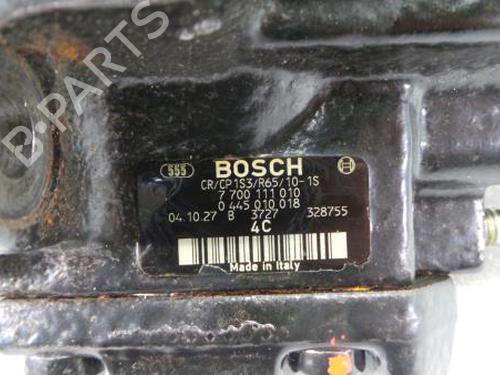 555 BOSCH
CR/CP1S3/R65/10-1S
7 700 111 010
0 445 010 018
04.10.27 B 3727 328755
4C
Made in Italy
B-PARTS